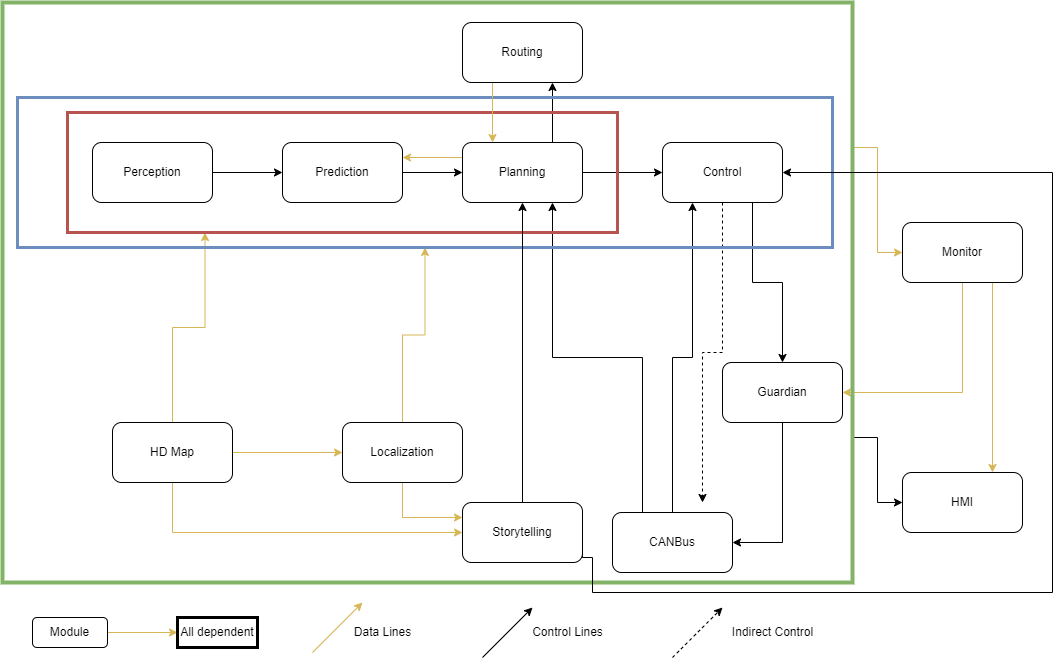 Routing
Perception
Prediction
Planning
Control
Monitor
Guardian
HD Map
Localization
HMI
Storytelling
CANBus
Module
All dependent
Data Lines
Control Lines
Indirect Control